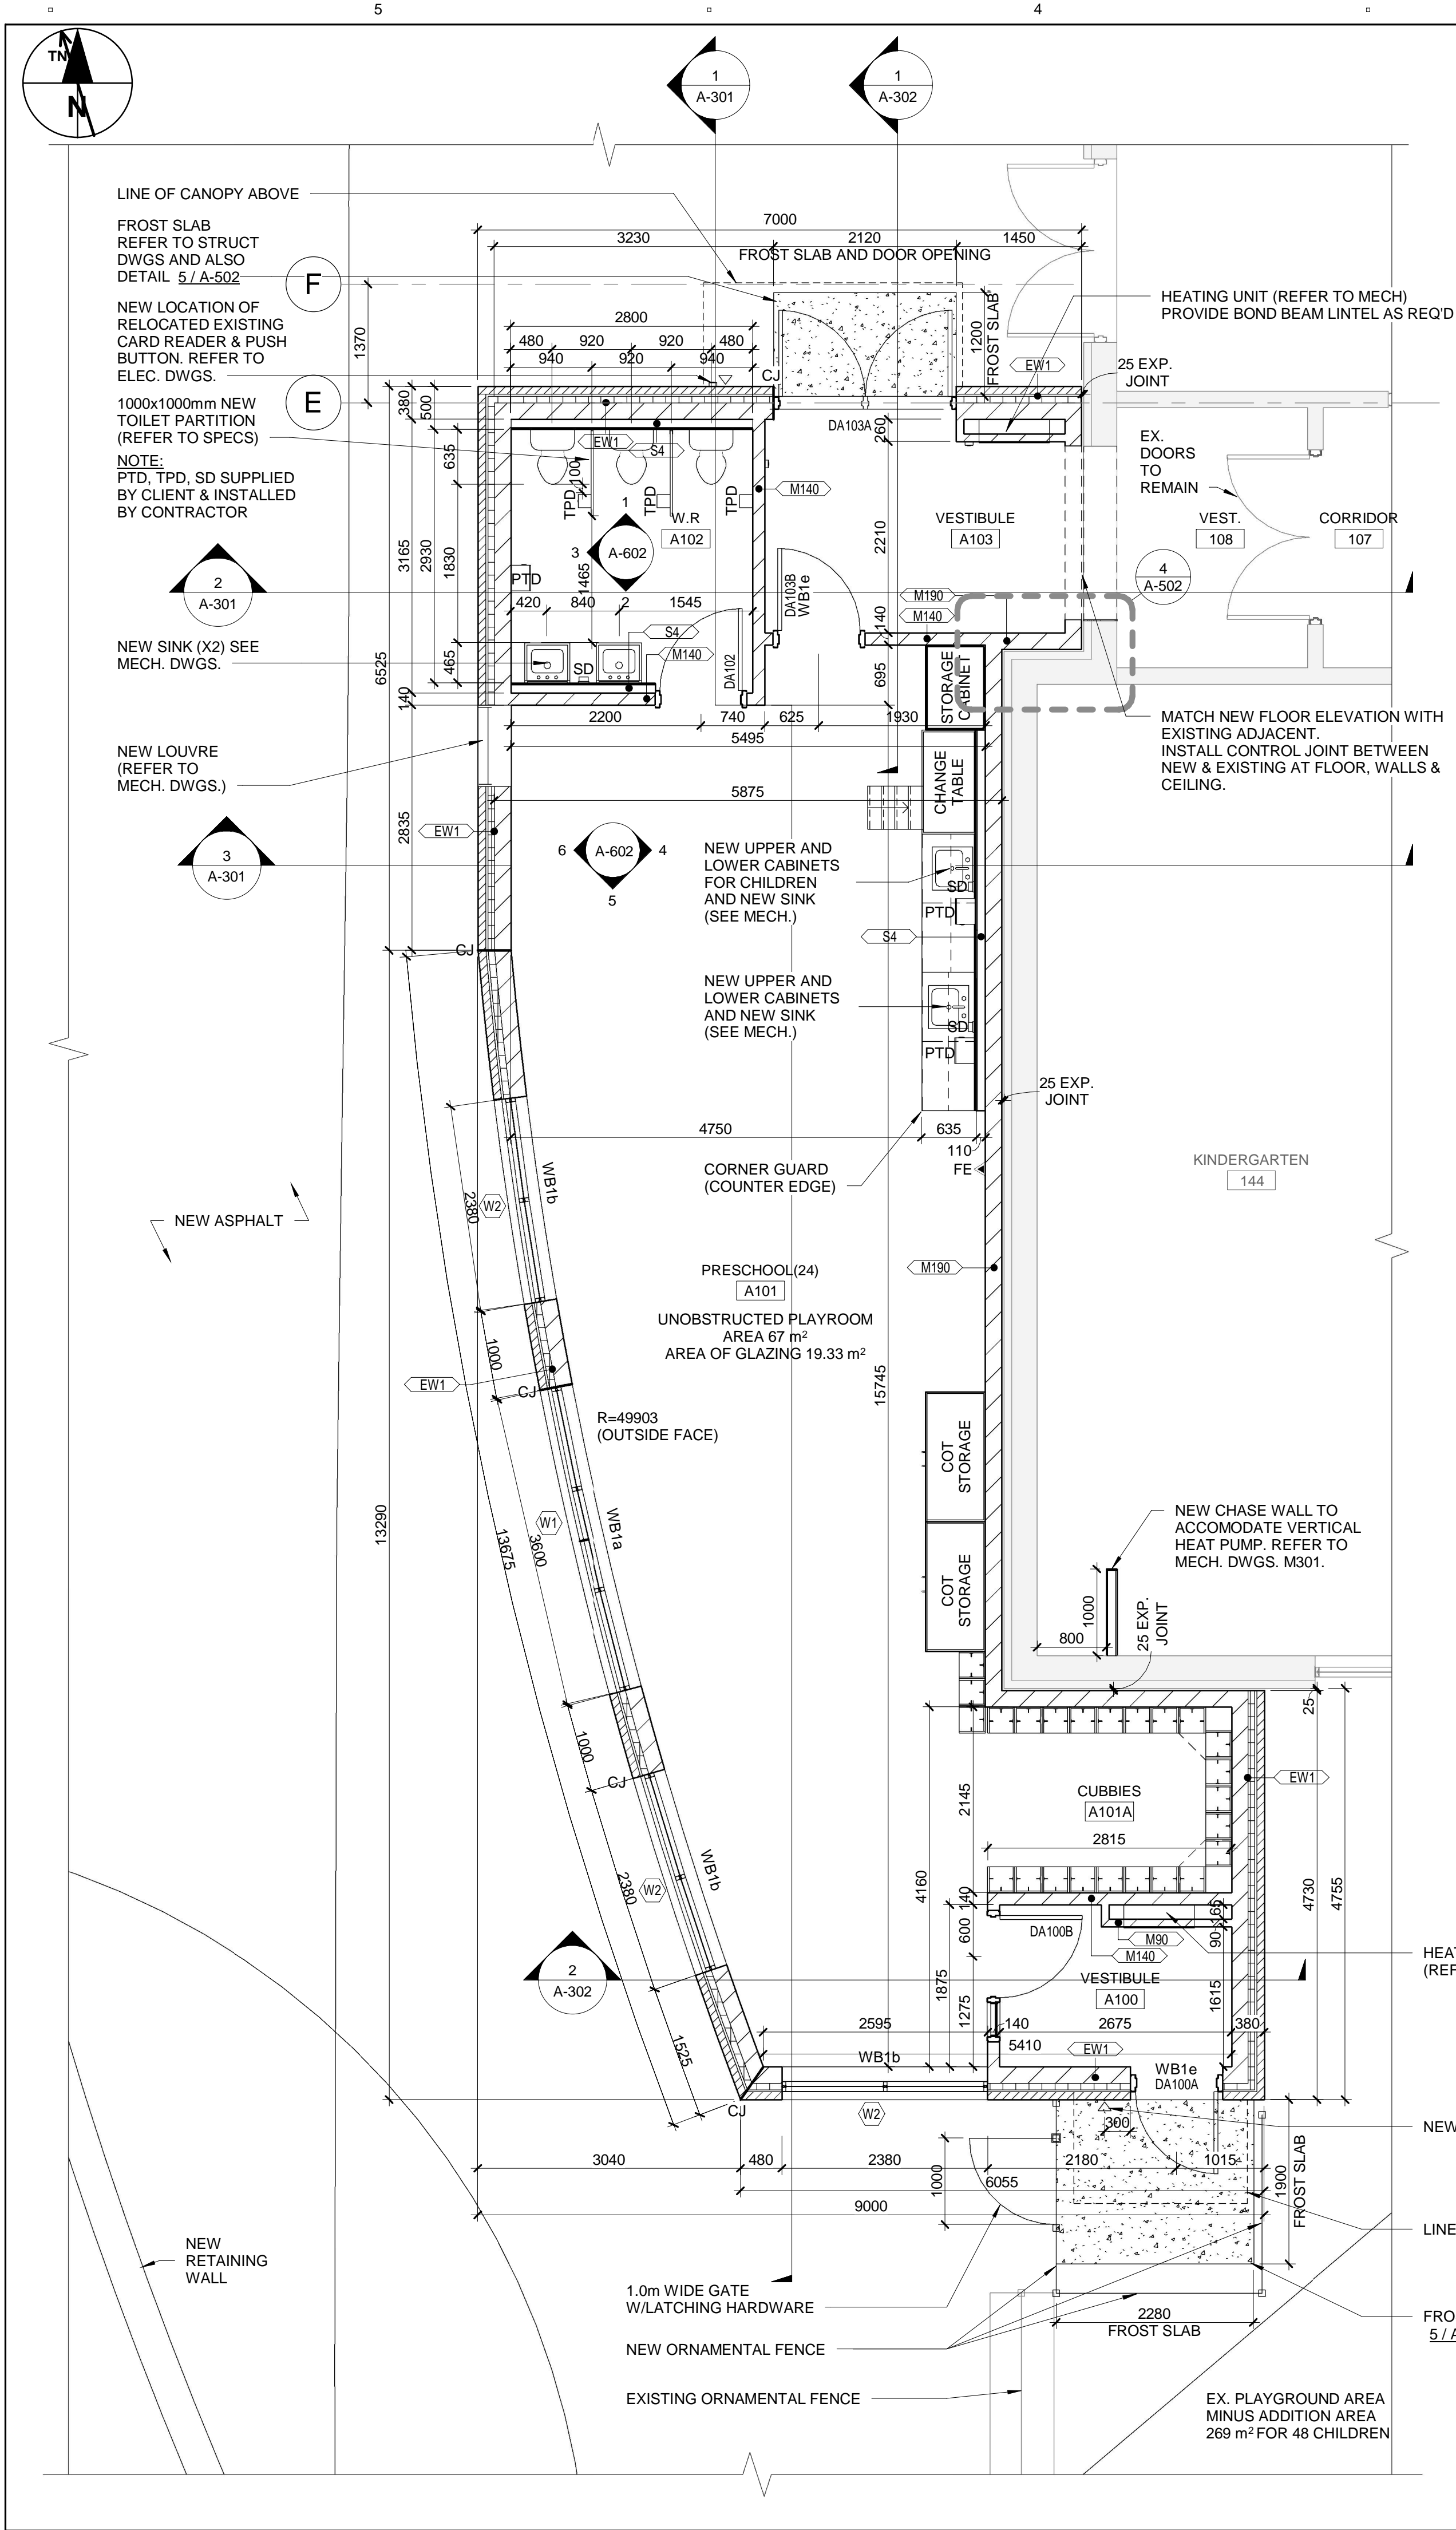 5
4
TN
N
1
A-301
1
A-302
LINE OF CANOPY ABOVE
FROST SLAB
REFER TO STRUCT
DWGS AND ALSO
DETAIL 5 / A-502
F
NEW LOCATION OF
RELOCATED EXISTING
CARD READER & PUSH
BUTTON. REFER TO
ELEC. DWGS.
E
1000x1000mm NEW
TOILET PARTITION
(REFER TO SPECS)
NOTE:
PTD, TPD, SD SUPPLIED
BY CLIENT & INSTALLED
BY CONTRACTOR
2
A-301
NEW SINK (X2) SEE
MECH. DWGS.
NEW LOUVRE
(REFER TO
MECH. DWGS.)
3
A-301
7000
3230
2120
1450
FROST SLAB AND DOOR OPENING
1370
2800
480
920
920
480
940
920
940
1200
FROST SLAB
HEATING UNIT (REFER TO MECH)
PROVIDE BOND BEAM LINTEL AS REQ'D
EW1
25 EXP.
JOINT
CJ
DA103A
260
380
500
635
EW1
S4
100
TPD
TPD
TPD
M140
1
W.R
A102
3
A-602
2
1465
PTD
3165
2930
1830
420
840
1545
S4
M140
SD
465
140
6525
DA102
DA103B
WB1e
VESTIBULE
A103
2210
M190
M140
140
EX.
DOORS
TO
REMAIN
VEST.
108
CORRIDOR
107
4
A-502
695
STORAGE
CABINET
2200
740
625
1930
5495
MATCH NEW FLOOR ELEVATION WITH
EXISTING ADJACENT.
INSTALL CONTROL JOINT BETWEEN
NEW & EXISTING AT FLOOR, WALLS &
CEILING.
5875
CHANGE
TABLE
2835
EW1
6
A-602
4
5
NEW UPPER AND
LOWER CABINETS
FOR CHILDREN
AND NEW SINK
(SEE MECH.)
SD
PTD
S4
CJ
NEW UPPER AND
LOWER CABINETS
AND NEW SINK
(SEE MECH.)
SD
PTD
25 EXP.
JOINT
4750
635
110
FE
CORNER GUARD
(COUNTER EDGE)
KINDERGARTEN
144
WB1b
2380
W2
NEW ASPHALT
M190
PRESCHOOL(24)
A101
UNOBSTRUCTED PLAYROOM
AREA 67 m²
AREA OF GLAZING 19.33 m²
1000
EW1
CJ
15745
R=49903
(OUTSIDE FACE)
COT
STORAGE
13290
13675
W1
3600
WB1a
COT
STORAGE
NEW CHASE WALL TO
ACCOMODATE VERTICAL
HEAT PUMP. REFER TO
MECH. DWGS. M301.
1000
800
25 EXP.
JOINT
25
1000
CJ
EW1
CUBBIES
A101A
2145
2815
2380
W2
WB1b
4160
140
4730
4755
165
90
600
DA100B
M90
M140
HEAT
(REF
2
A-302
VESTIBULE
A100
1875
1275
1615
2595
140
2675
380
5410
1525
WB1b
EW1
WB1e
DA100A
CJ
W2
300
NEW
3040
480
2380
2180
1015
1000
6055
1900
FROST SLAB
9000
LINE
NEW
RETAINING
WALL
1.0m WIDE GATE
W/LATCHING HARDWARE
2280
FROST SLAB
FRO
5 / A
NEW ORNAMENTAL FENCE
EXISTING ORNAMENTAL FENCE
EX. PLAYGROUND AREA
MINUS ADDITION AREA
269 m² FOR 48 CHILDREN